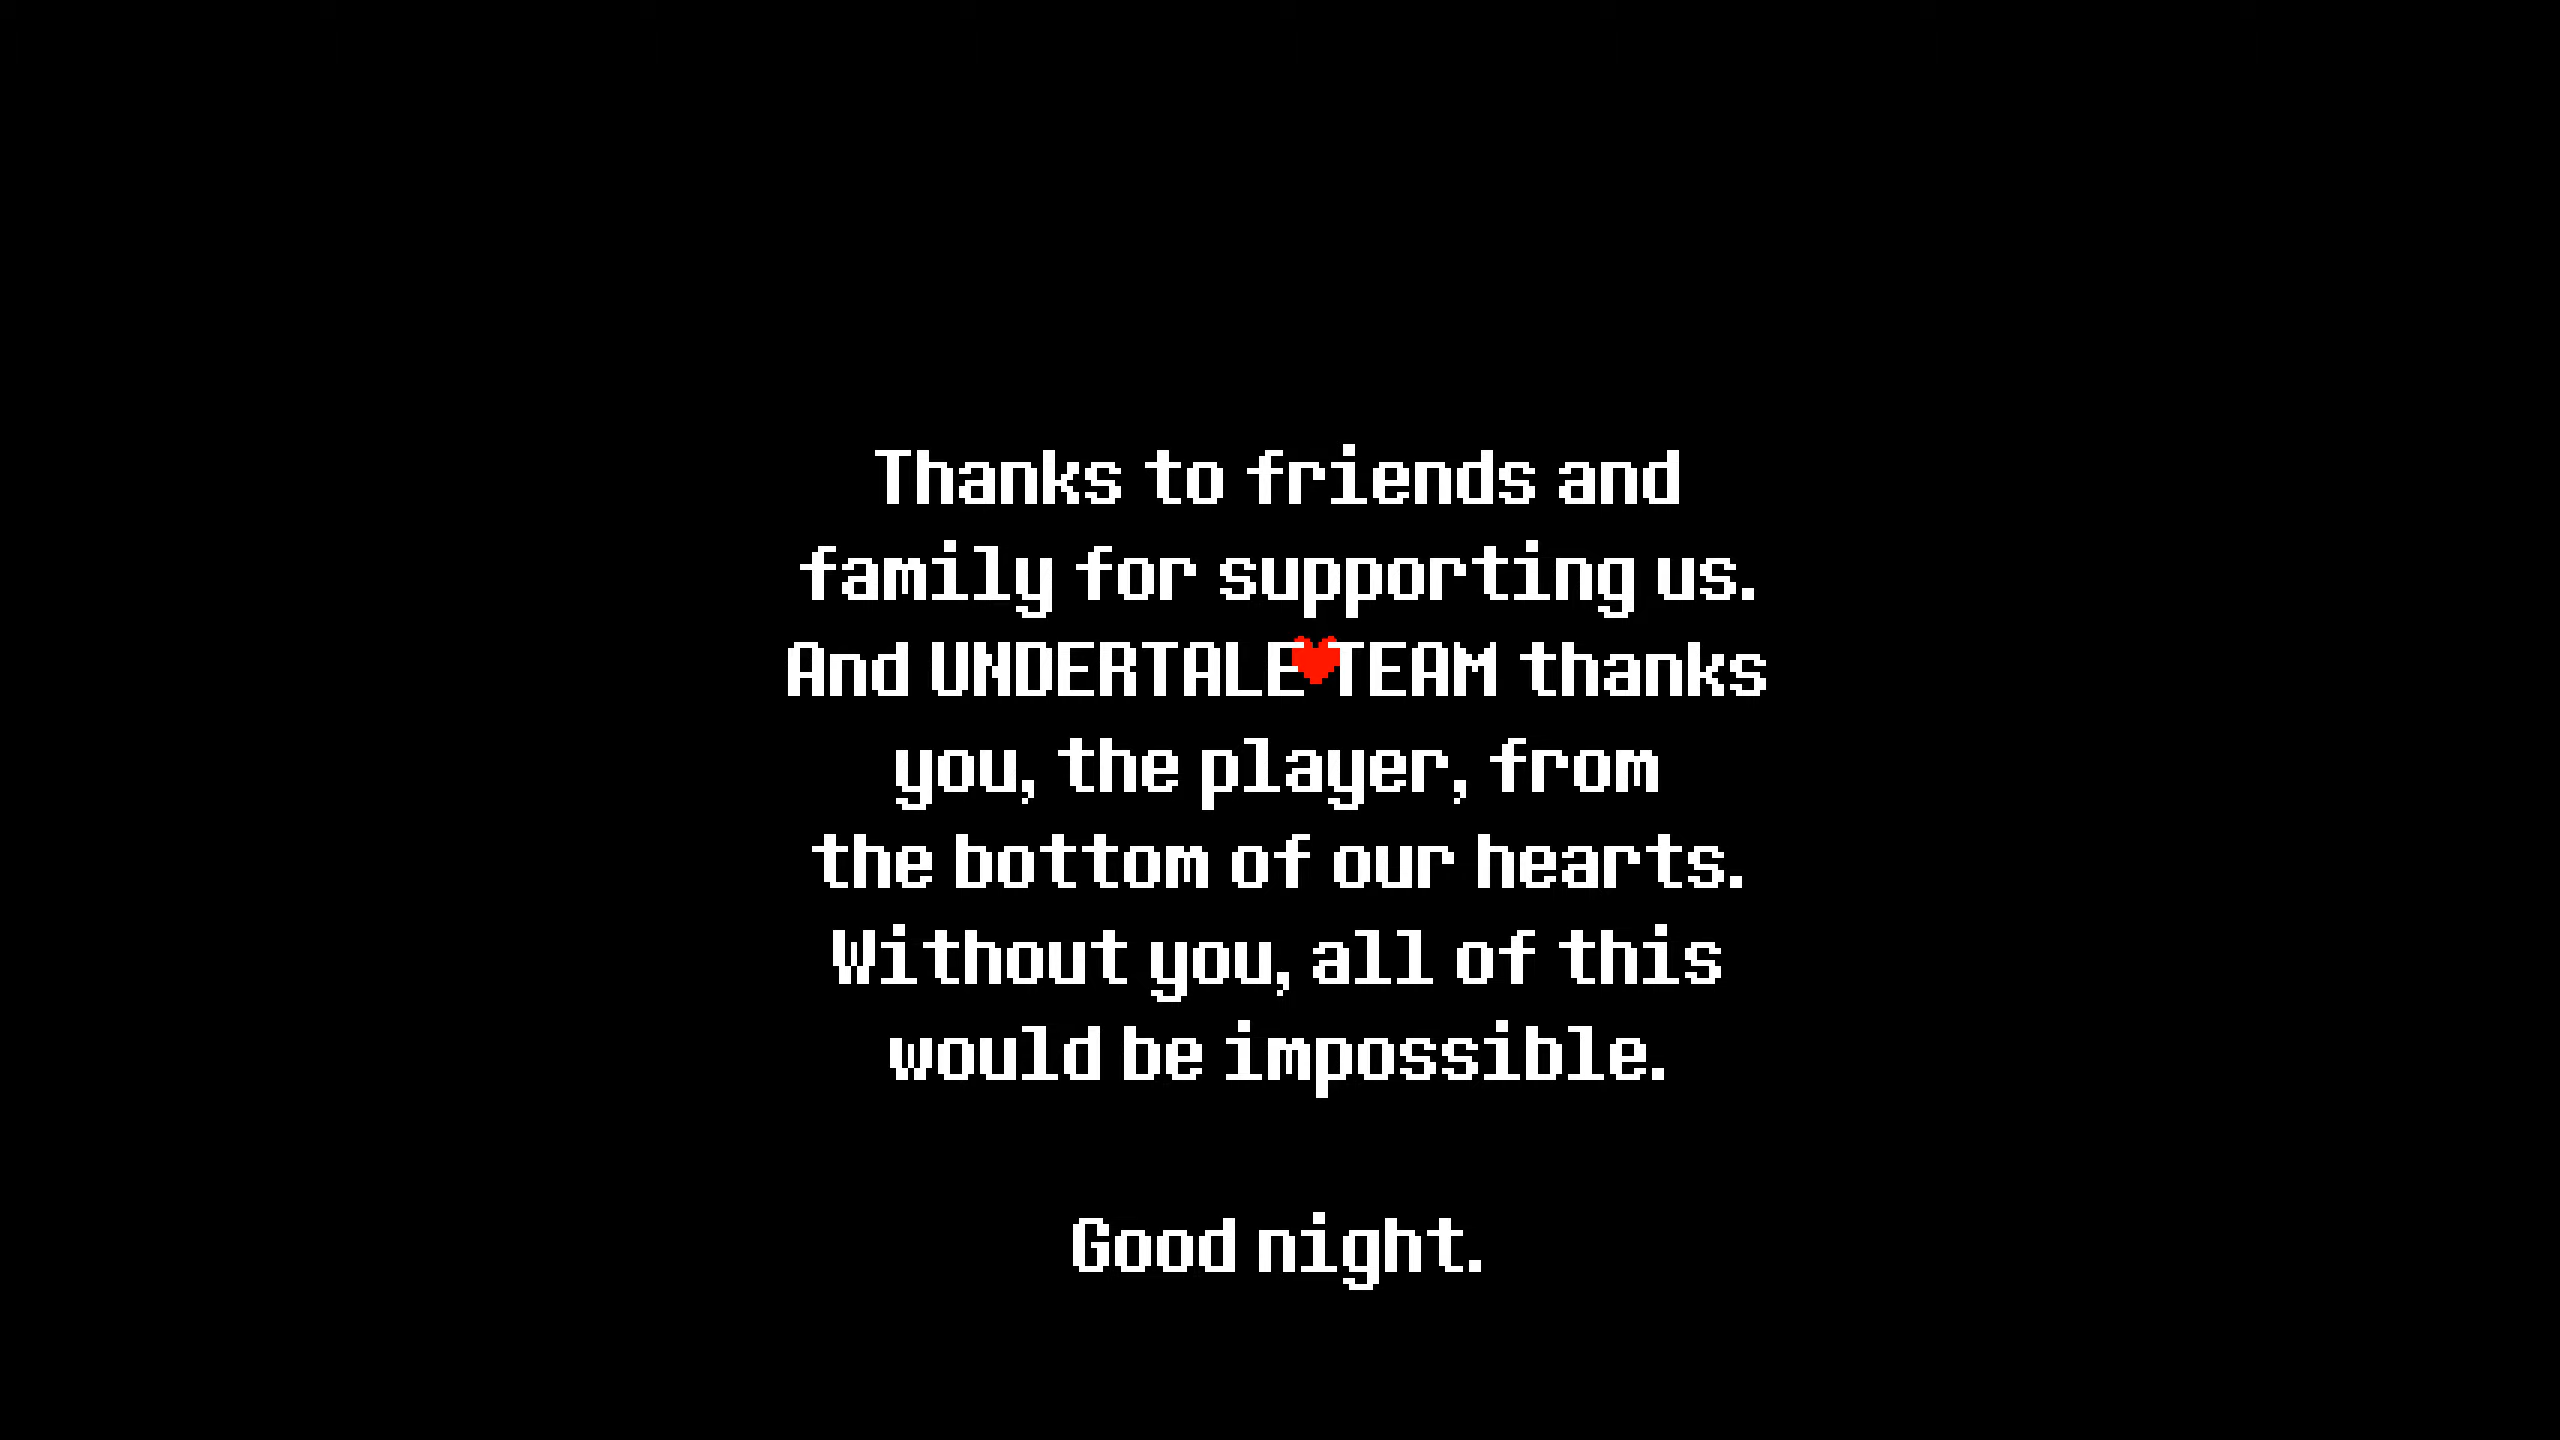 Thanks to friends and
family for supporting us.
And UNDERTALE TEAM thanks
you, the player, from
the bottom of our hearts.
Without you, all of this
would be impossible.
Good night.